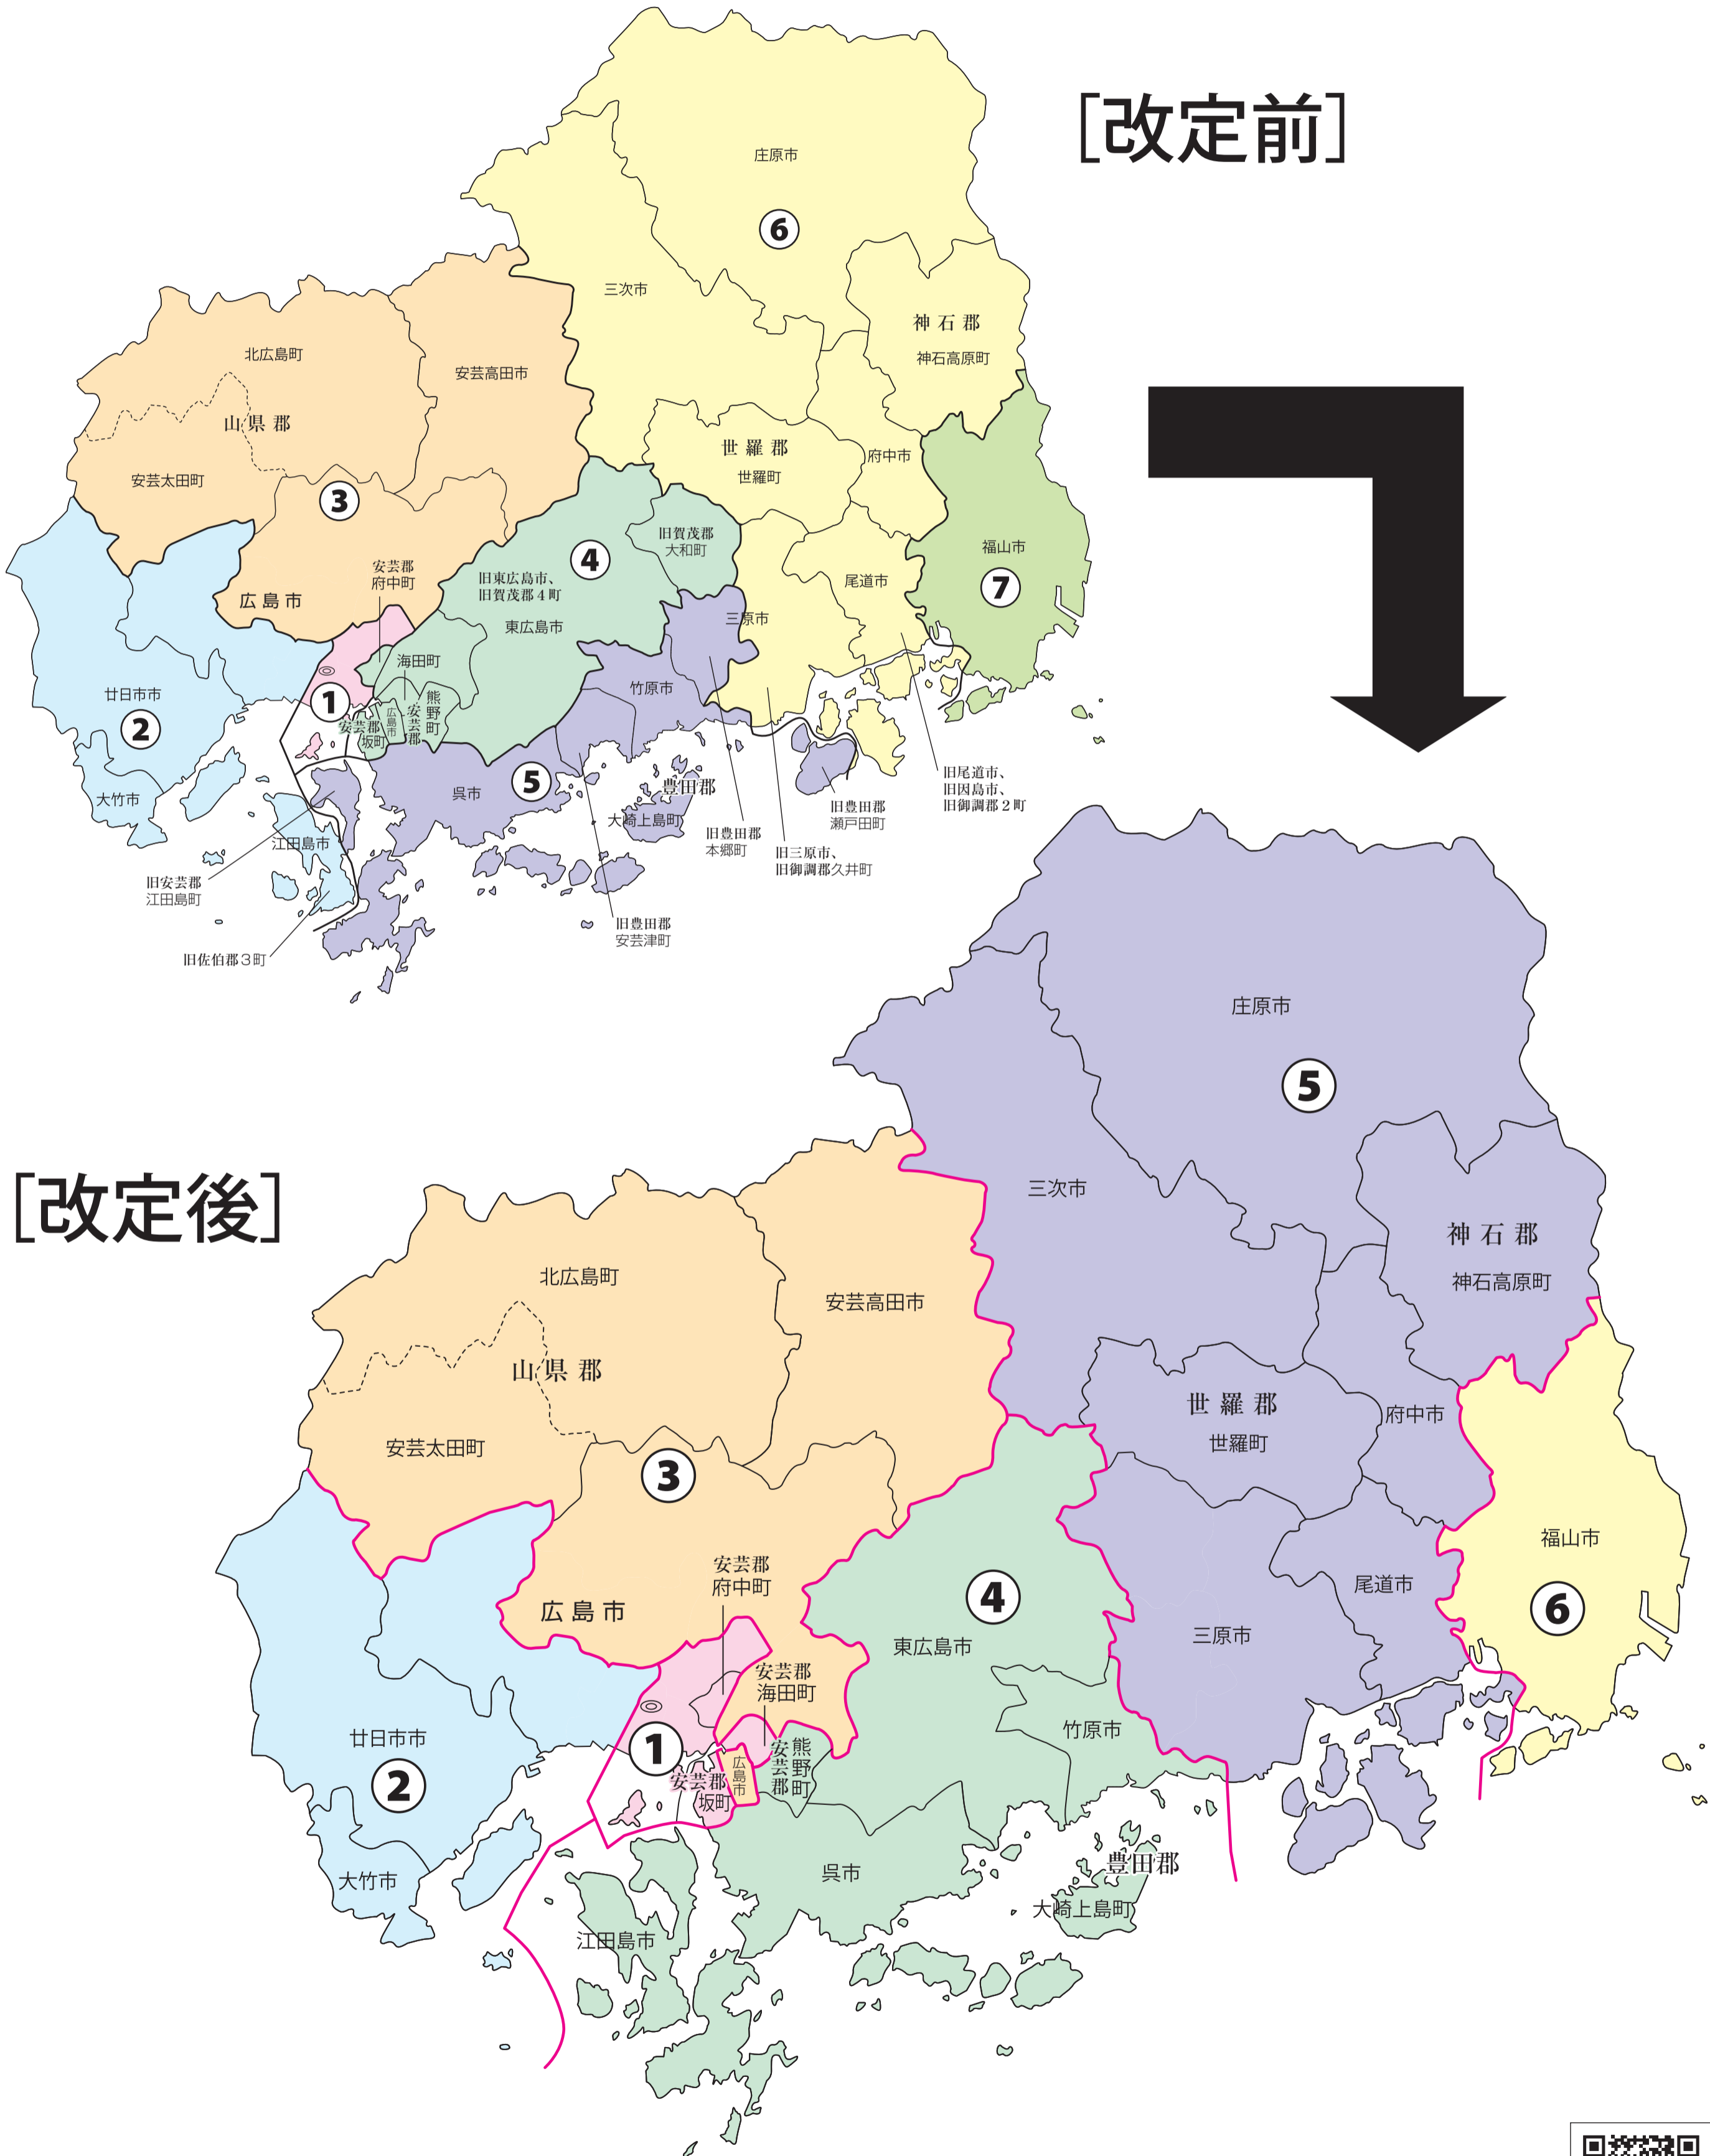 [改定前]
庄原市
6
三次市
神石郡
神石高原町
北広島町
安芸高田市
山県郡
安芸太田町
世羅郡
世羅町
府中市
3
旧賀茂郡
大和町
4
福山市
7
安芸郡
府中町
旧東広島市、
旧賀茂郡4町
東広島市
尾道市
広島市
三原市
海田町
廿日市市
2
1
竹原市
熊野町
安芸郡
広島市
安芸郡
坂町
大竹市
呉市
5
豊田郡
大崎上島町
旧尾道市、
旧因島市、
旧御調郡2町
旧豊田郡
瀬戸田町
旧豊田郡
本郷町
旧三原市、
旧御調郡久井町
江田島市
旧安芸郡
江田島町
旧豊田郡
安芸津町
旧佐伯郡3町
[改定後]
庄原市
5
三次市
神石郡
神石高原町
北広島町
安芸高田市
山県郡
安芸太田町
世羅郡
世羅町
府中市
3
福山市
6
安芸郡
府中町
4
尾道市
広島市
東広島市
三原市
安芸郡
海田町
竹原市
廿日市市
2
1
熊野町
安芸郡
広島市
安芸郡
坂町
大竹市
呉市
豊田郡
大崎上島町
江田島市